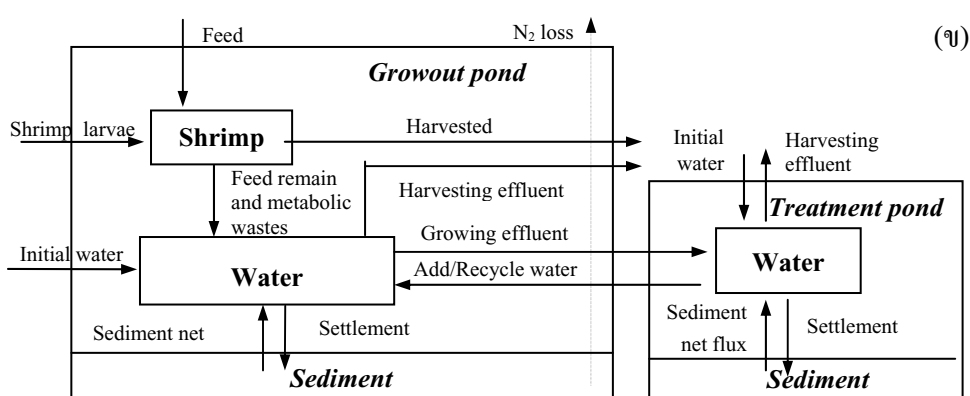 Feed
N₂ loss
(ข)
Growout pond
Shrimp larvae
Shrimp
Harvested
Initial
water
Harvesting
effluent
Feed remain
and metabolic
wastes
Harvesting effluent
Treatment pond
Initial water
Water
Growing effluent
Add/Recycle water
Water
Sediment net
Settlement
Sediment
net flux
Settlement
Sediment
Sediment